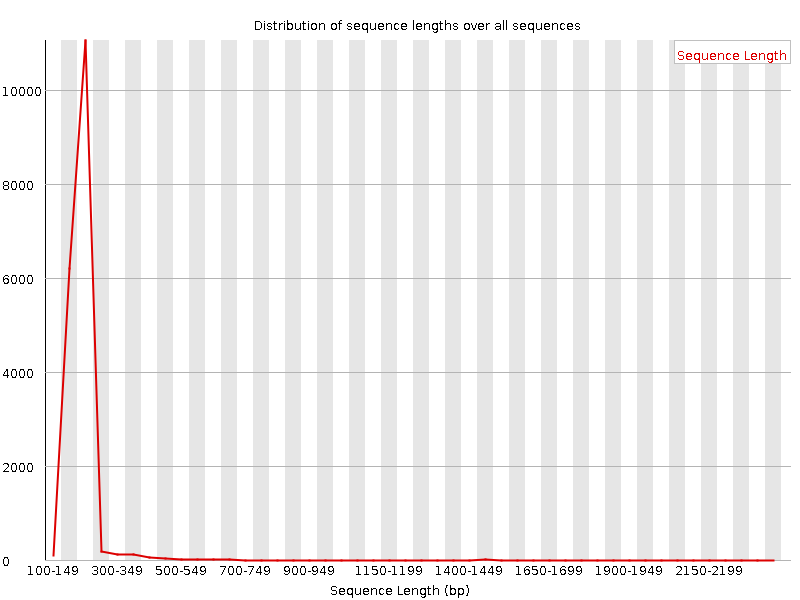 Distribution of sequence lengths over all sequences
Sequence Length
10000
8000
6000
4000
2000
0
100-149 300-349 500-549 700-749 900-949 1150-1199 1400-1449 1650-1699 1900-1949 2150-2199
Sequence Length (bp)